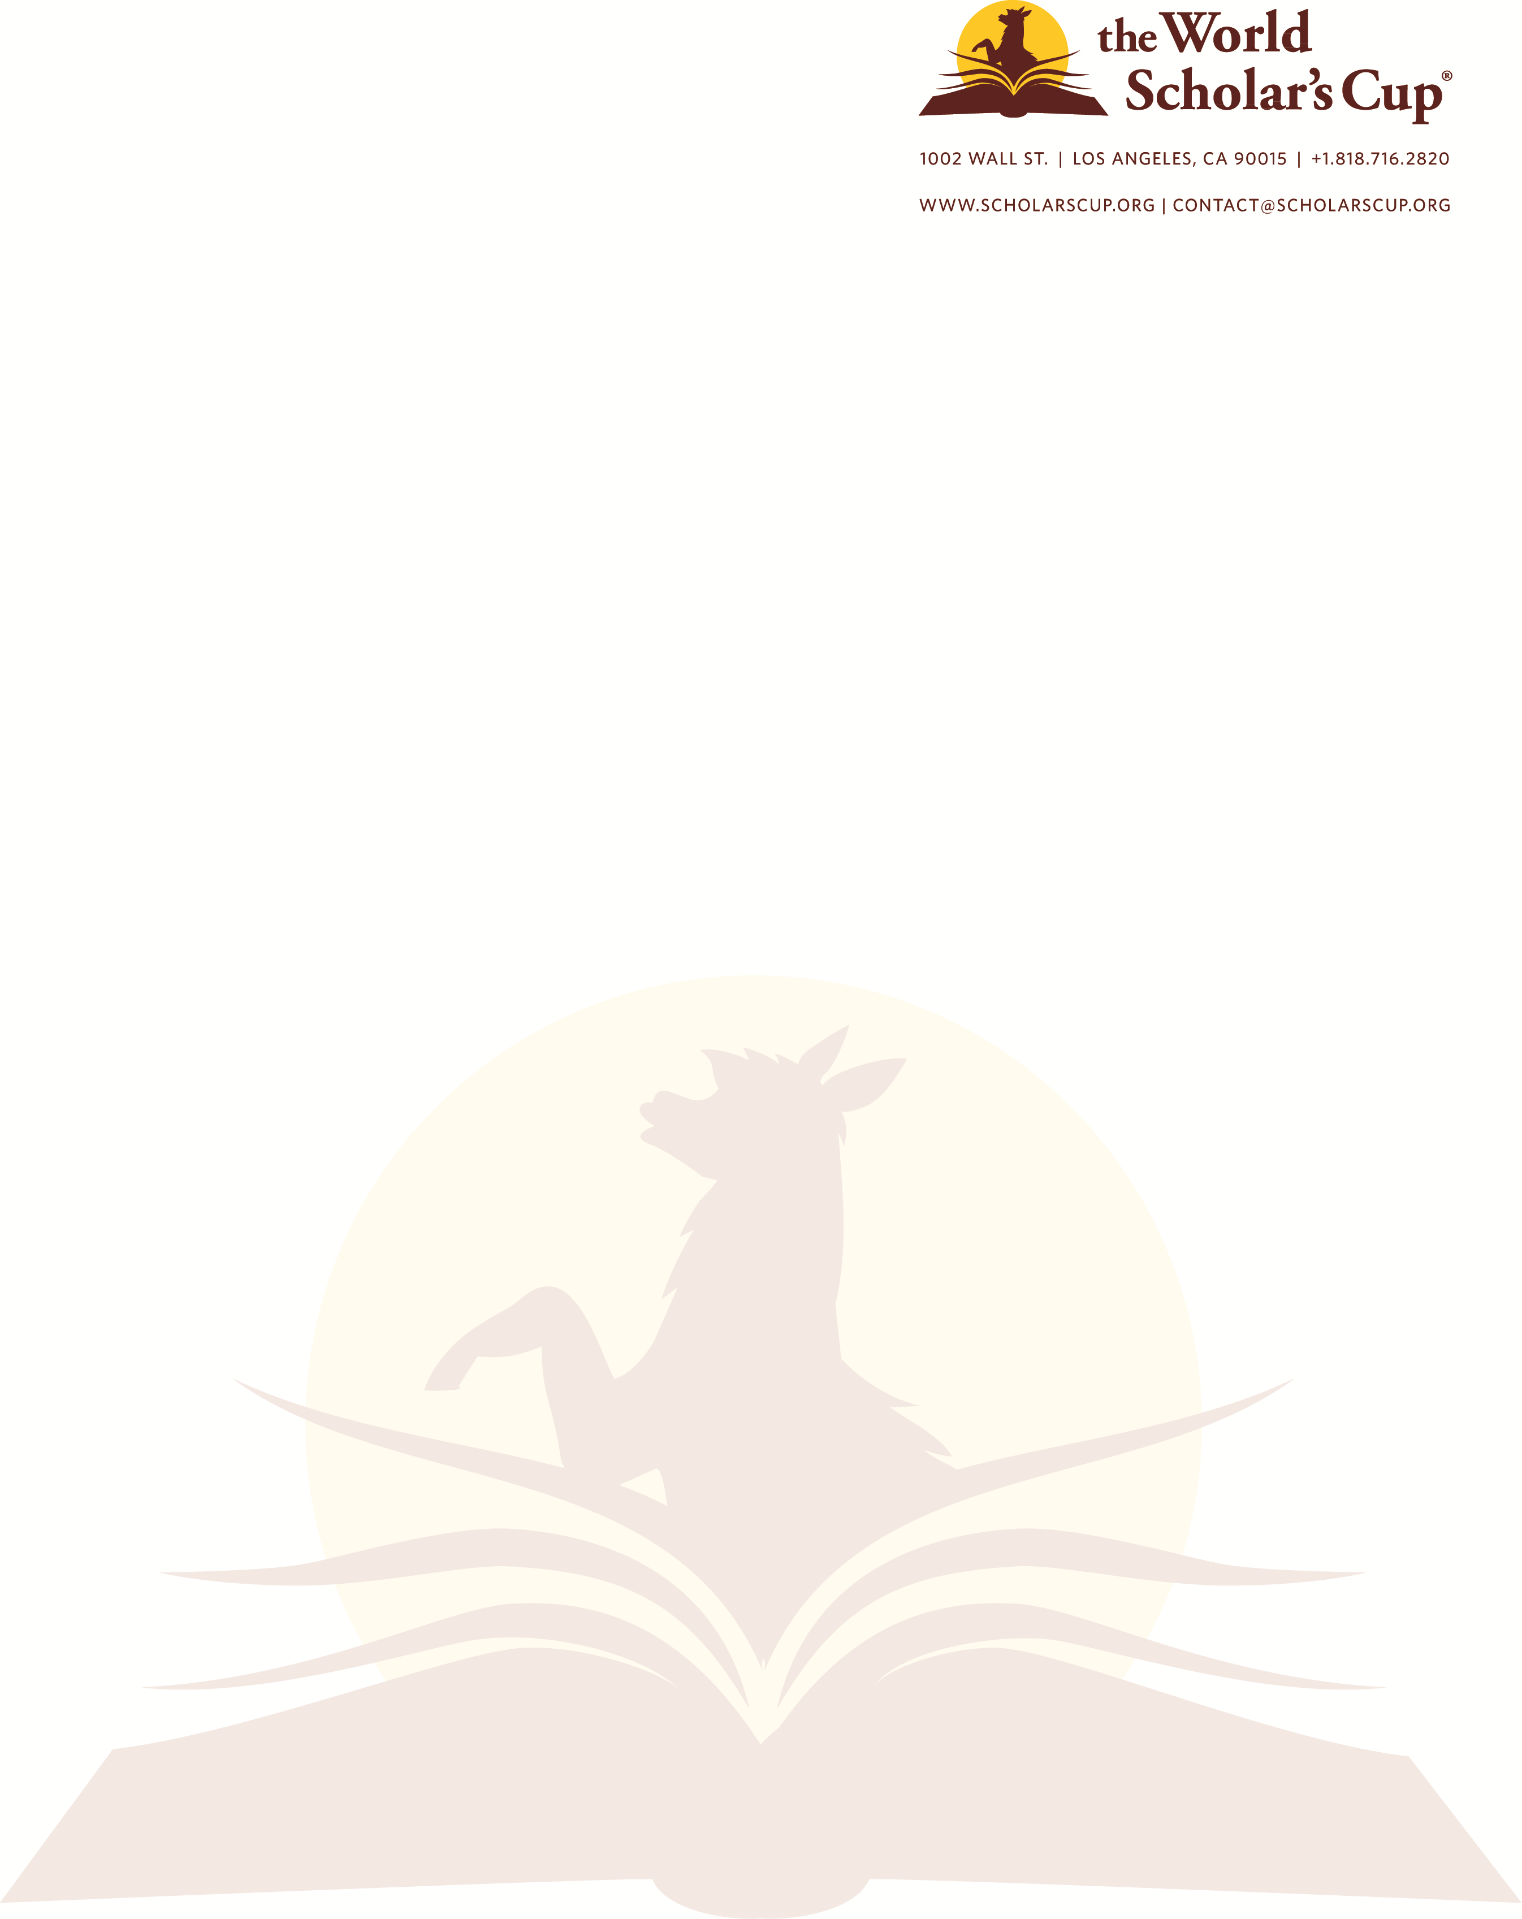 the World
Scholar's Cup®
1002 WALL ST. | LOS ANGELES, CA 90015 | +1.818.716.2820
WWW.SCHOLARSCUP.ORG | CONTACT@SCHOLARSCUP.ORG